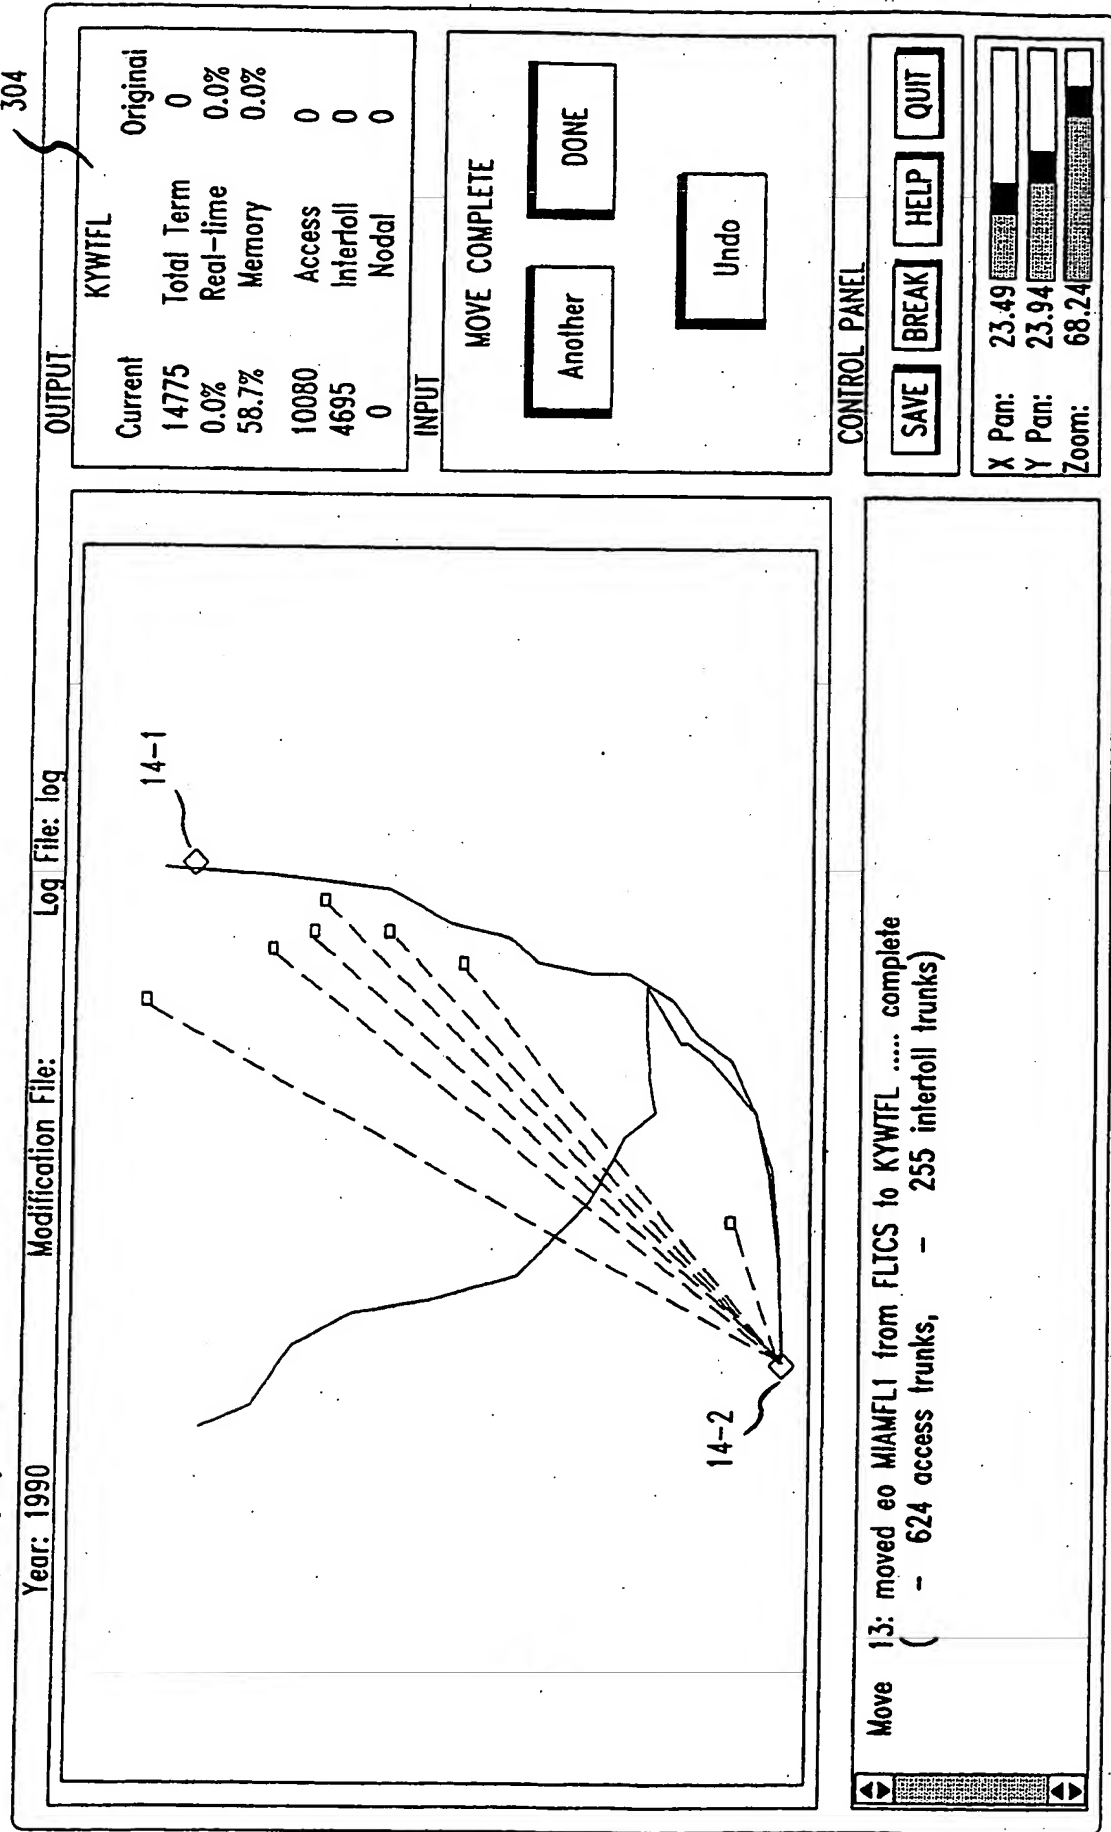 304
Year: 1990 Modification File: Log File: log
OUTPUT
KYWTFL
Current Original
14775 Total Term 0
0.0% Real-time 0.0%
58.7% Memory 0.0%
10080 Access 0
4695 Intertoll 0
0 Nodal 0
INPUT
MOVE COMPLETE
Another DONE
Undo
CONTROL PANEL
SAVE BREAK HELP QUIT
X Pan: 23.49
Y Pan: 23.94
Zoom: 68.24
14-1
14-2
Move 13: moved eo MIAMFL1 from FLTCS to KYWTFL ..... complete
( - 624 access trunks, - 255 intertoll trunks)